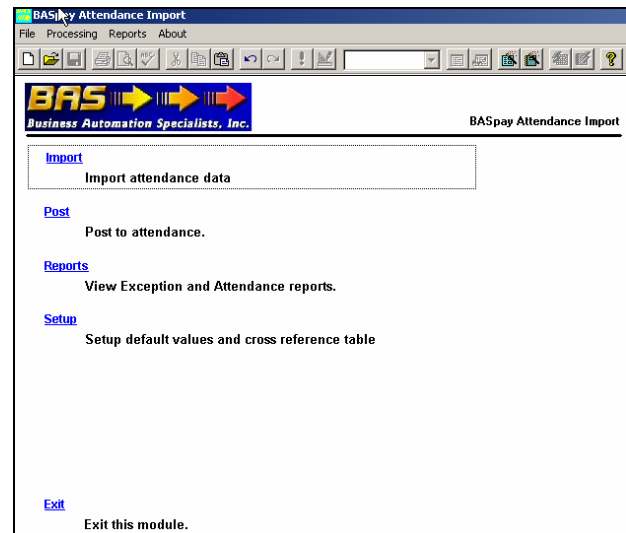 BASpay Attendance Import
File Processing Reports About
BAS
Business Automation Specialists, Inc.
BASpay Attendance Import
Import
Import attendance data
Post
Post to attendance.
Reports
View Exception and Attendance reports.
Setup
Setup default values and cross reference table
Exit
Exit this module.